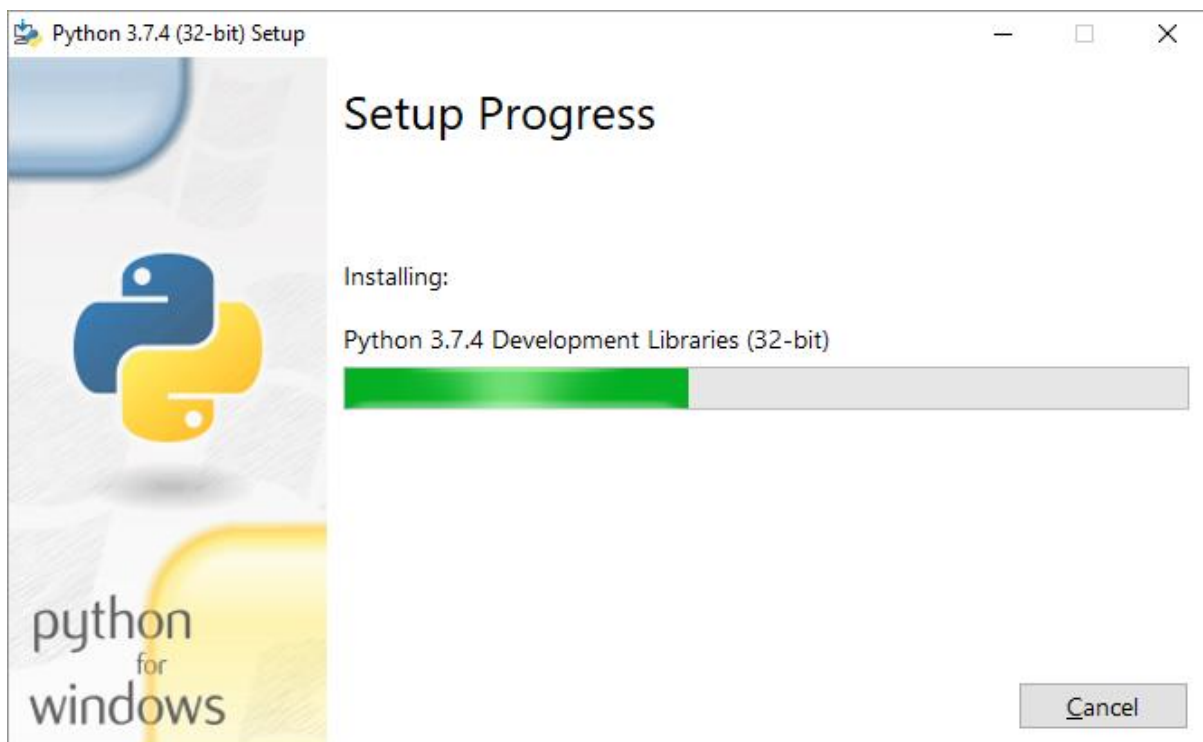 Python 3.7.4 (32-bit) Setup
Setup Progress
Installing:
Python 3.7.4 Development Libraries (32-bit)
python
for
windows
Cancel